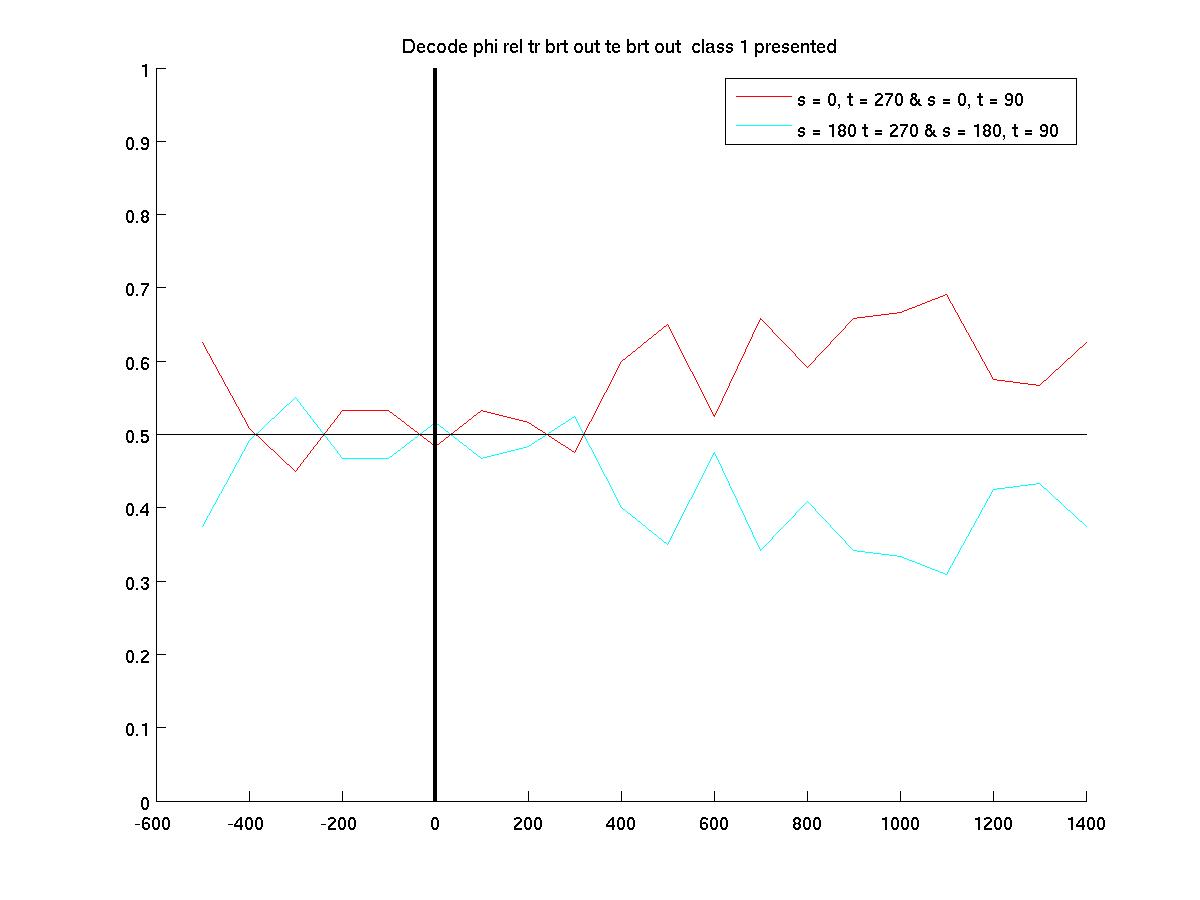 Decode phi rel tr brt out te brt out  class 1 presented
s = 0, t = 270 & s = 0, t = 90
s = 180 t = 270 & s = 180, t = 90
1
0.9
0.8
0.7
0.6
0.5
0.4
0.3
0.2
0.1
0
-600 -400 -200 0 200 400 600 800 1000 1200 1400